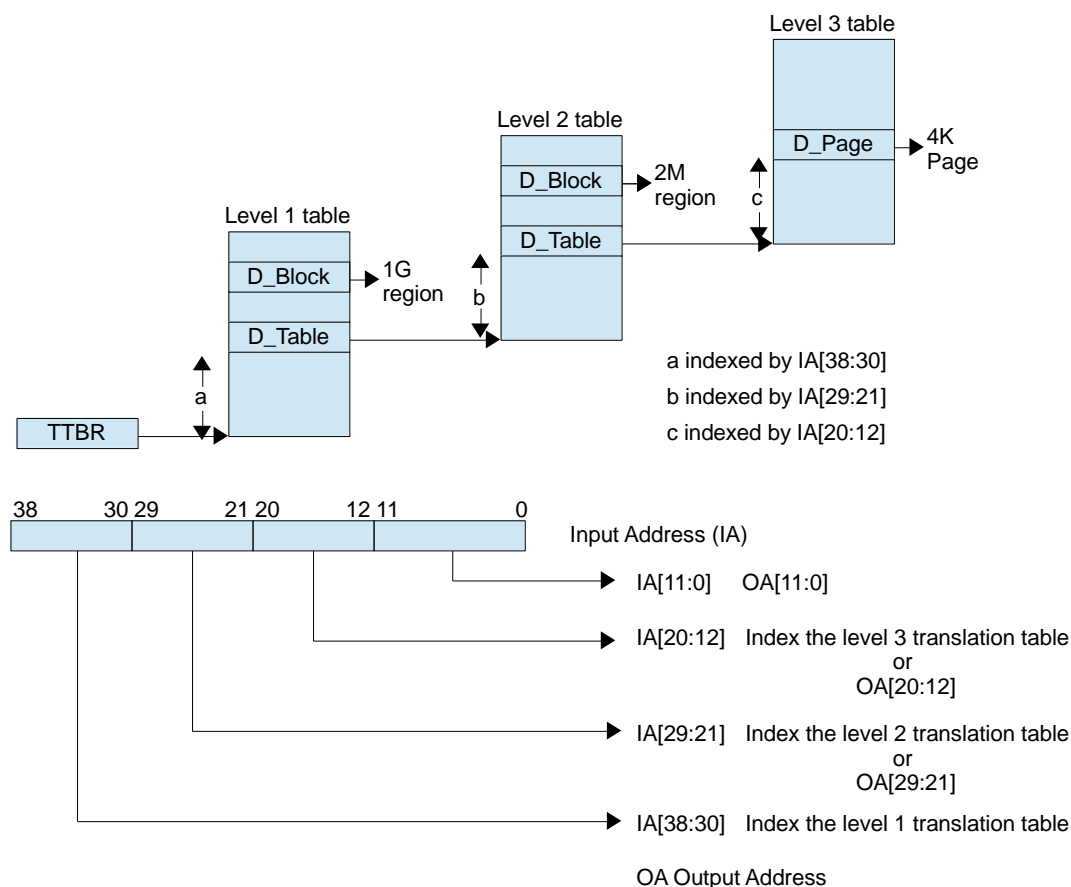 Level 3 table
D_Page
4K
Page
c
Level 2 table
D_Block
2M
region
D_Table
b
Level 1 table
D_Block
1G
region
D_Table
a
TTBR
a indexed by IA[38:30]
b indexed by IA[29:21]
c indexed by IA[20:12]
38 30 29 21 20 12 11 0
Input Address (IA)
IA[11:0] OA[11:0]
IA[20:12] Index the level 3 translation table
or
OA[20:12]
IA[29:21] Index the level 2 translation table
or
OA[29:21]
IA[38:30] Index the level 1 translation table
OA Output Address